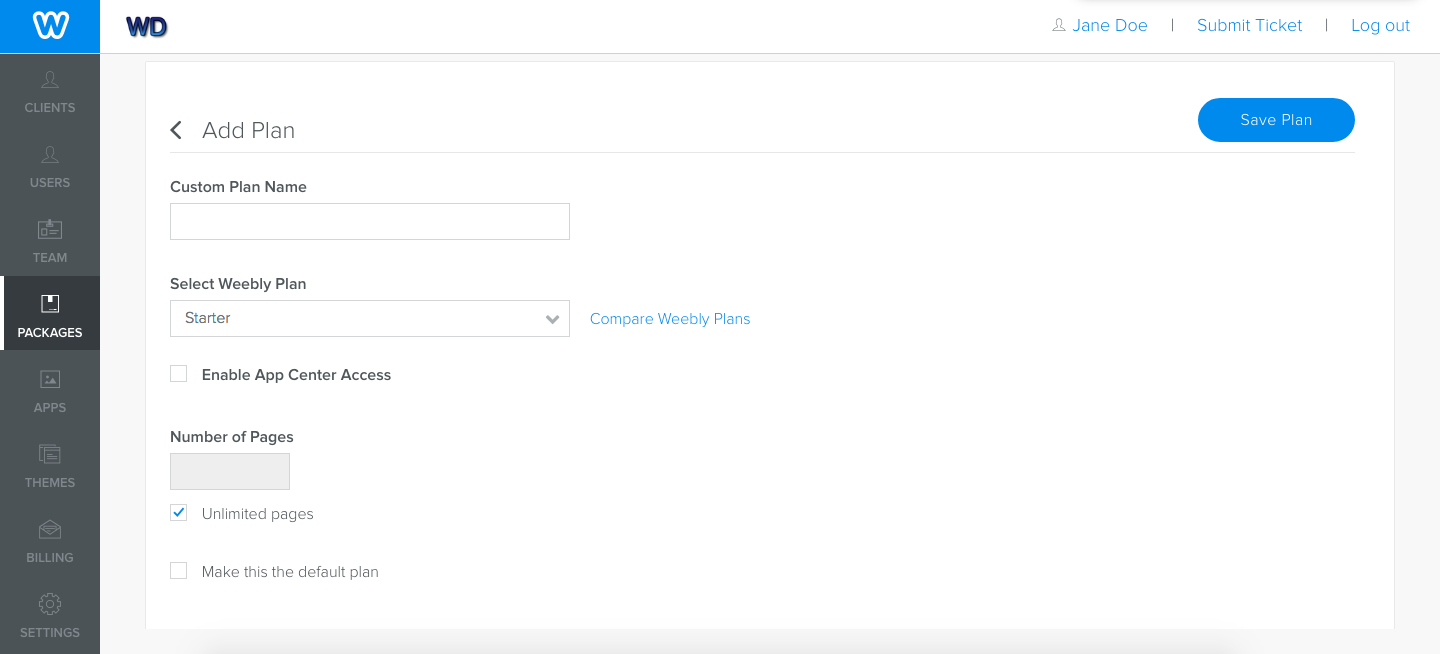 WD
Jane Doe | Submit Ticket | Log out
CLIENTS
USERS
TEAM
PACKAGES
APPS
THEMES
BILLING
SETTINGS
Add Plan
Save Plan
Custom Plan Name
Select Weebly Plan
Starter
Compare Weebly Plans
Enable App Center Access
Number of Pages
Unlimited pages
Make this the default plan